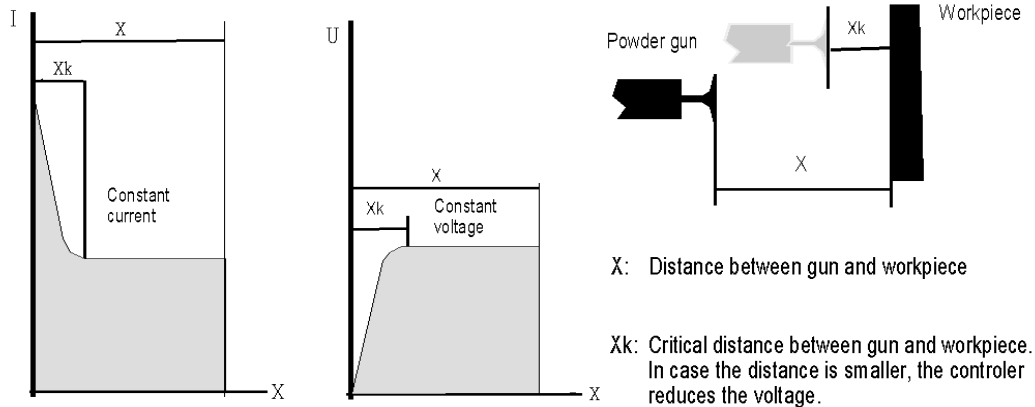 I
X
Xk
Constant
current
X
U
X
Xk
Constant
voltage
X
Workpiece
Powder gun
Xk
X
X: Distance between gun and workpiece
Xk: Critical distance between gun and workpiece.
In case the distance is smaller, the controler
reduces the voltage.